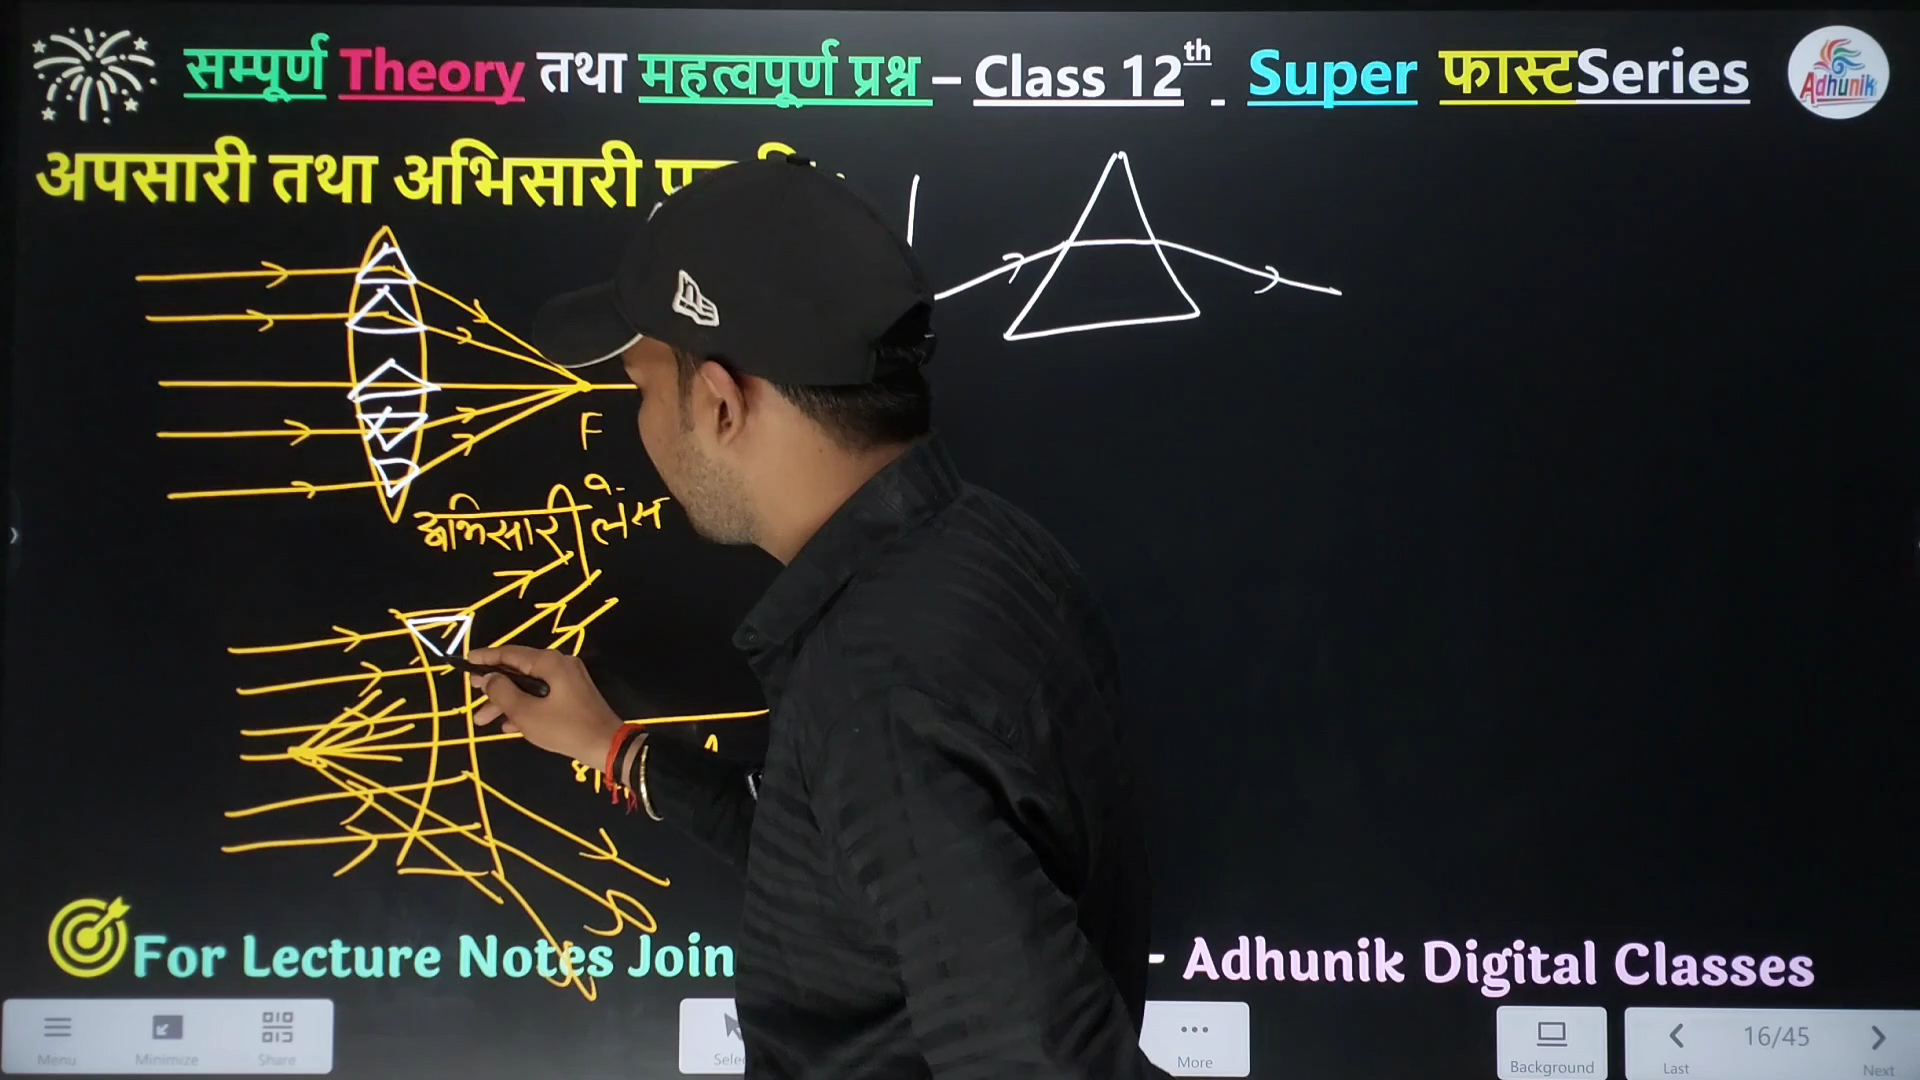 सम्पूर्ण Theory तथा महत्वपूर्ण प्रश्न – Class 12th - Super फास्टSeries
Adhunik
अपसारी तथा अभिसारी
F
अभिसारी लेंस
For Lecture Notes Join - Adhunik Digital Classes
Menu Minimize Share More Background 16/45 Last Next